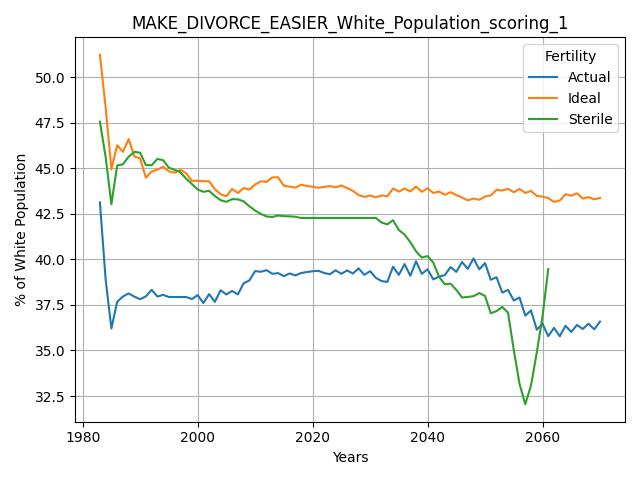 MAKE_DIVORCE_EASIER_White_Population_scoring_1
Fertility
Actual
Ideal
Sterile
% of White Population
50.0
47.5
45.0
42.5
40.0
37.5
35.0
32.5
1980
2000
2020
2040
2060
Years